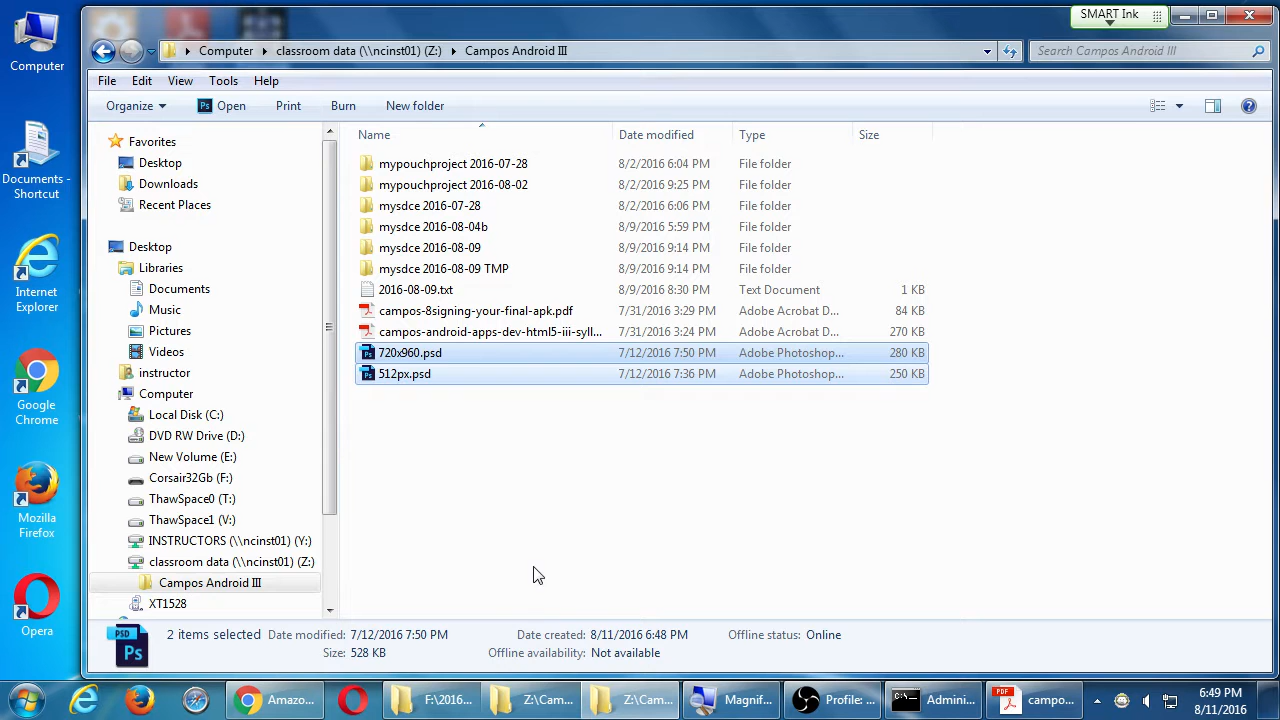 SMART Ink
Computer
Computer classroom data (\\ncinst01) (Z:) Campos Android III
Search Campos Android III
File Edit View Tools Help
Organize Open Print Burn New folder
Name Date modified Type Size
Favorites
Desktop
Downloads
Recent Places
Desktop
Libraries
Documents
Music
Pictures
Videos
instructor
Computer
Local Disk (C:)
DVD RW Drive (D:)
New Volume (E:)
Corsair32Gb (F:)
ThawSpace0 (T:)
ThawSpace1 (V:)
INSTRUCTORS (\\ncinst01) (Y:)
classroom data (\\ncinst01) (Z:)
Campos Android III
XT1528
mypouchproject 2016-07-28 8/2/2016 6:04 PM File folder
mypouchproject 2016-08-02 8/2/2016 9:25 PM File folder
mysdce 2016-07-28 8/2/2016 6:06 PM File folder
mysdce 2016-08-04b 8/9/2016 5:59 PM File folder
mysdce 2016-08-09 8/9/2016 9:14 PM File folder
mysdce 2016-08-09 TMP 8/9/2016 9:14 PM File folder
2016-08-09.txt 8/9/2016 8:30 PM Text Document 1 KB
campos-8signing-your-final-apk.pdf 7/31/2016 3:29 PM Adobe Acrobat D... 84 KB
campos-android-apps-dev-html5-iii-syll... 7/31/2016 3:24 PM Adobe Acrobat D... 270 KB
720x960.psd 7/12/2016 7:50 PM Adobe Photoshop... 280 KB
512px.psd 7/12/2016 7:36 PM Adobe Photoshop... 250 KB
Documents - Shortcut
Internet Explorer
Google Chrome
Mozilla Firefox
Opera
PSD
Ps
2 items selected Date modified: 7/12/2016 7:50 PM Date created: 8/11/2016 6:48 PM Offline status: Online
Size: 528 KB Offline availability: Not available
Amazo... F:\2016... Z:\Cam... Z:\Cam... Magnif... Profile: ... Admini... campo...
6:49 PM
8/11/2016